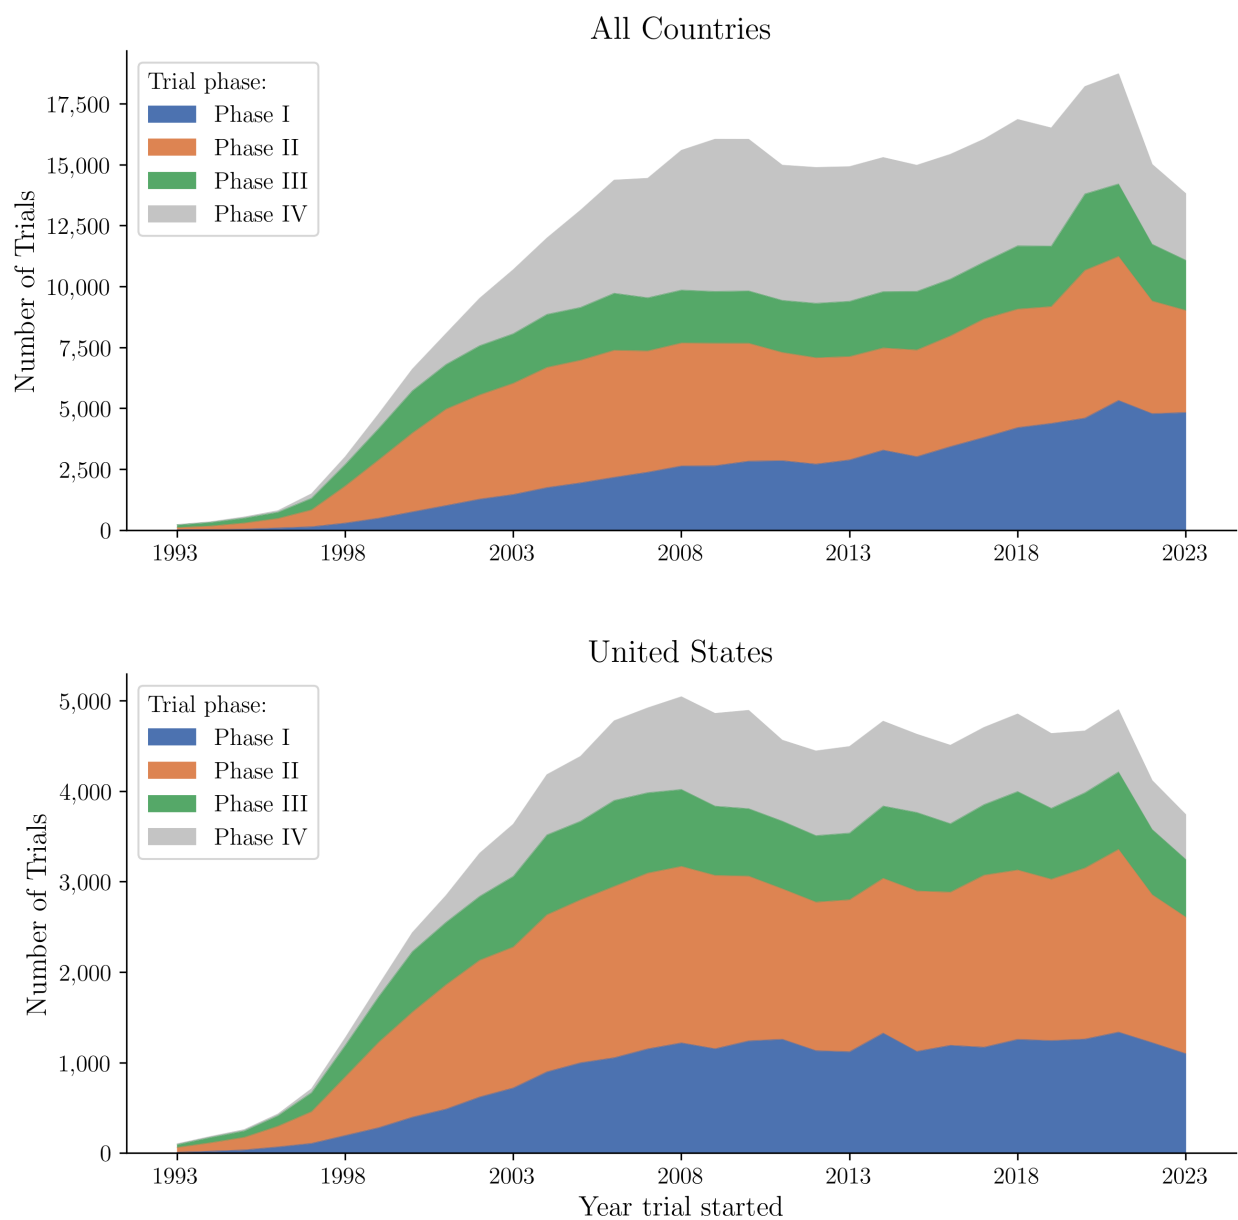 All Countries
Number of Trials
17,500
15,000
12,500
10,000
7,500
5,000
2,500
0
Trial phase:
Phase I
Phase II
Phase III
Phase IV
1993 1998 2003 2008 2013 2018 2023
United States
Number of Trials
5,000
4,000
3,000
2,000
1,000
0
Trial phase:
Phase I
Phase II
Phase III
Phase IV
1993 1998 2003 2008 2013 2018 2023
Year trial started